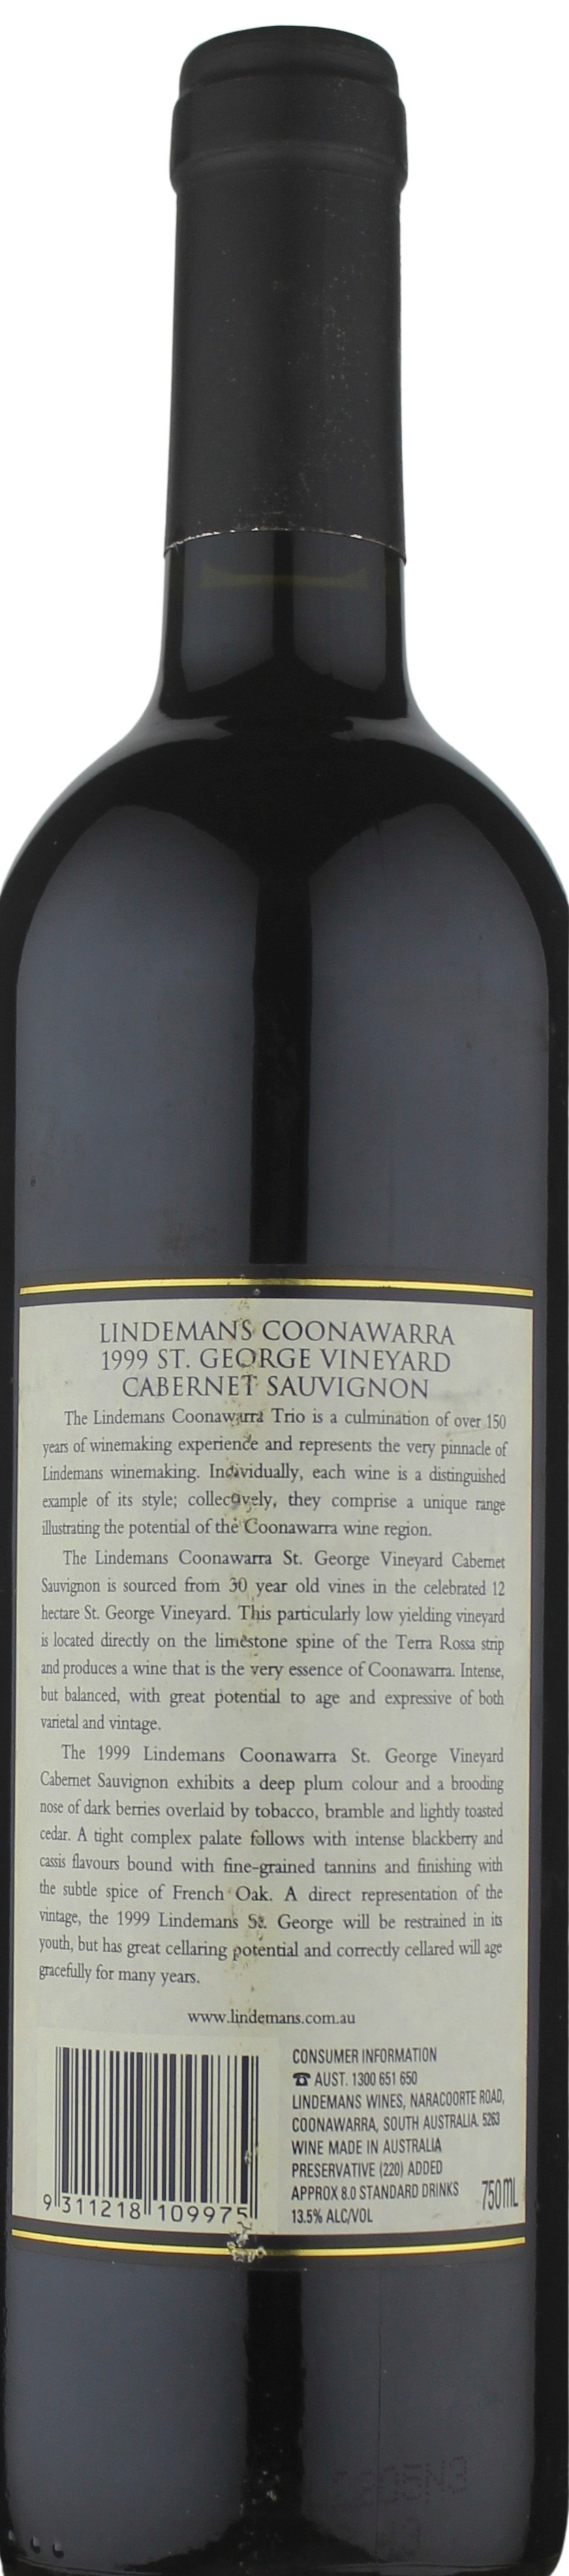 LINDEMANS COONAWARRA
1999 ST. GEORGE VINEYARD
CABERNET SAUVIGNON
The Lindemans Coonawarra Trio is a culmination of over 150
years of winemaking experience and represents the very pinnacle of
Lindemans winemaking. Individually, each wine is a distinguished
example of its style; collectively, they comprise a unique range
illustrating the potential of the Coonawarra wine region.
The Lindemans Coonawarra St. George Vineyard Cabernet
Sauvignon is sourced from 30 year old vines in the celebrated 12
hectare St. George Vineyard. This particularly low yielding vineyard
is located directly on the limestone spine of the Terra Rossa strip
and produces a wine that is the very essence of Coonawarra. Intense,
but balanced, with great potential to age and expressive of both
varietal and vintage.
The 1999 Lindemans Coonawarra St. George Vineyard
Cabernet Sauvignon exhibits a deep plum colour and a brooding
nose of dark berries overlaid by tobacco, bramble and lightly toasted
cedar. A tight complex palate follows with intense blackberry and
cassis flavours bound with fine-grained tannins and finishing with
the subtle spice of French Oak. A direct representation of the
vintage, the 1999 Lindemans St. George will be restrained in its
youth, but has great cellaring potential and correctly cellared will age
gracefully for many years.
www.lindemans.com.au
CONSUMER INFORMATION
☎ AUST. 1300 651 650
LINDEMANS WINES, NARACOORTE ROAD,
COONAWARRA, SOUTH AUSTRALIA. 5263
WINE MADE IN AUSTRALIA
PRESERVATIVE (220) ADDED
APPROX 8.0 STANDARD DRINKS
13.5% ALC/VOL
750mL
9 311218 109975